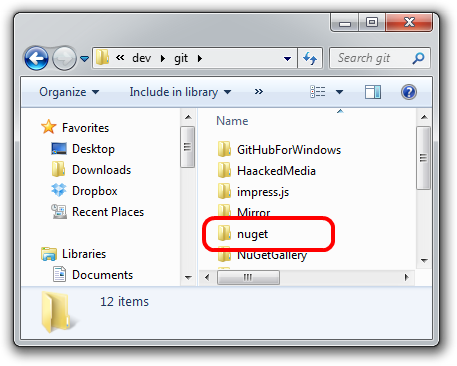 « dev git
Search git
Organize Include in library »
Favorites
Desktop
Downloads
Dropbox
Recent Places
Libraries
Documents
Name
GitHubForWindows
HaackedMedia
impress.js
Mirror
nuget
NuGetGallery
12 items